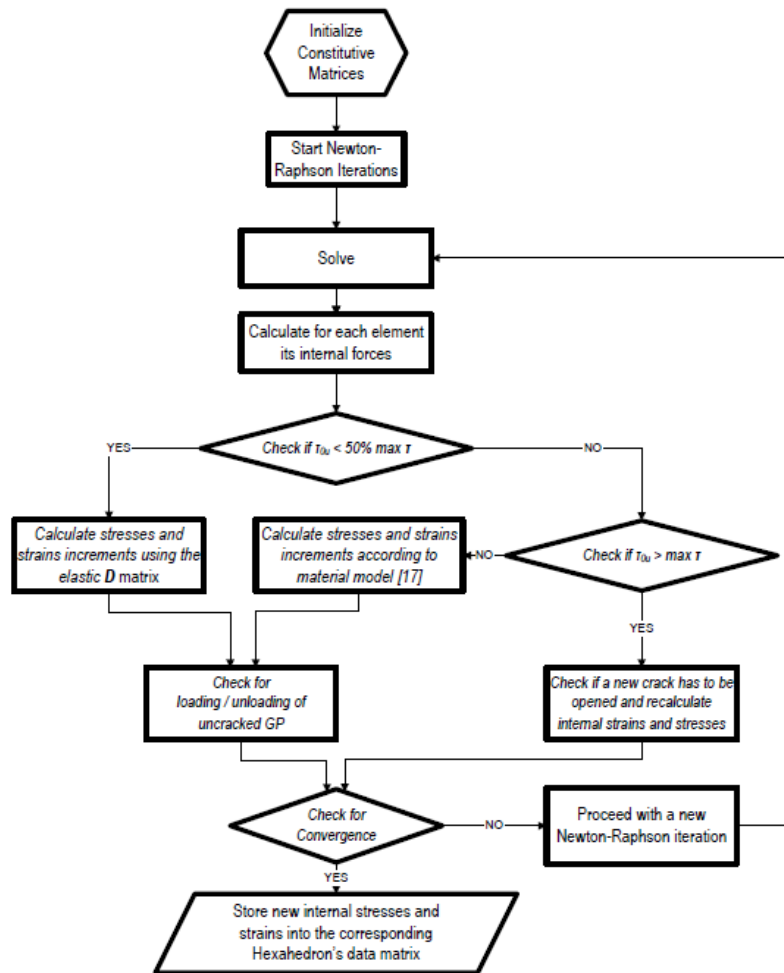 Initialize
Constitutive
Matrices
Start Newton-
Raphson Iterations
Solve
Calculate for each element
its internal forces
Check if τ0u < 50% max τ
YES
NO
Calculate stresses and
strains increments using the
elastic D matrix
Calculate stresses and strains
increments according to
material model [17]
NO
Check if τ0u > max τ
YES
Check for
loading / unloading of
uncracked GP
Check if a new crack has to be
opened and recalculate
internal strains and stresses
Check for
Convergence
NO
Proceed with a new
Newton-Raphson iteration
YES
Store new internal stresses and
strains into the corresponding
Hexahedron's data matrix